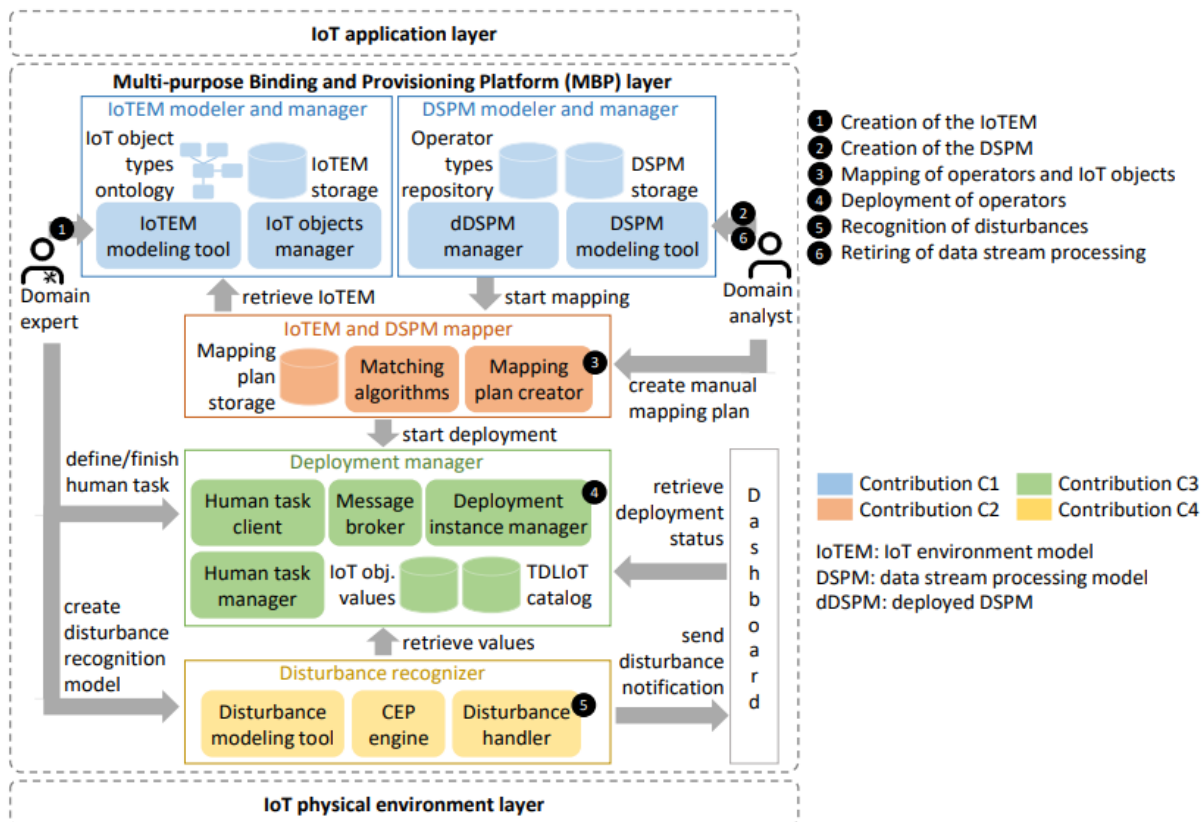 IoT application layer
Multi-purpose Binding and Provisioning Platform (MBP) layer
IoTEM modeler and manager
IoT object
types
ontology
IoTEM
storage
IoTEM
modeling tool
IoT objects
manager
DSPM modeler and manager
Operator
types
repository
DSPM
storage
dDSPM
manager
DSPM
modeling tool
1
2
6
Domain
expert
Domain
analyst
retrieve IoTEM
start mapping
IoTEM and DSPM mapper
Mapping
plan
storage
Matching
algorithms
Mapping
plan creator
3
create manual
mapping plan
start deployment
define/finish
human task
Deployment manager
Human task
client
Message
broker
Deployment
instance manager
4
Human task
manager
IoT obj.
values
TDLIoT
catalog
retrieve
deployment
status
Dashboard
create
disturbance
recognition
model
retrieve values
send
disturbance
notification
Disturbance recognizer
Disturbance
modeling tool
CEP
engine
Disturbance
handler
5
IoT physical environment layer
1 Creation of the IoTEM
2 Creation of the DSPM
3 Mapping of operators and IoT objects
4 Deployment of operators
5 Recognition of disturbances
6 Retiring of data stream processing
Contribution C1 Contribution C3
Contribution C2 Contribution C4
IoTEM: IoT environment model
DSPM: data stream processing model
dDSPM: deployed DSPM